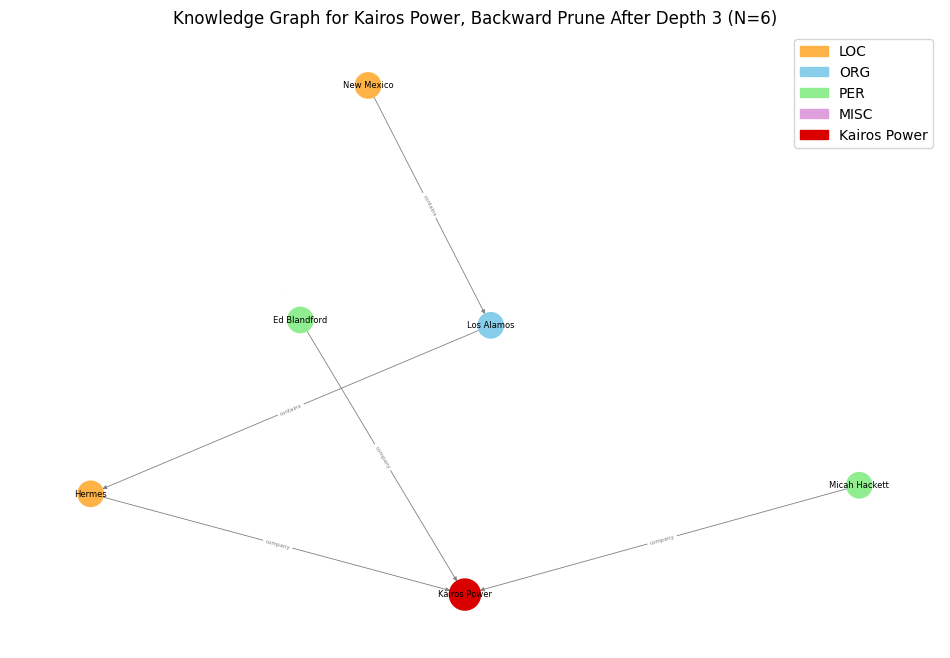 Knowledge Graph for Kairos Power, Backward Prune After Depth 3 (N=6)
LOC
ORG
PER
MISC
Kairos Power
New Mexico
contains
Ed Blandford
Los Alamos
contains
company
Hermes
Micah Hackett
company
company
Kairos Power